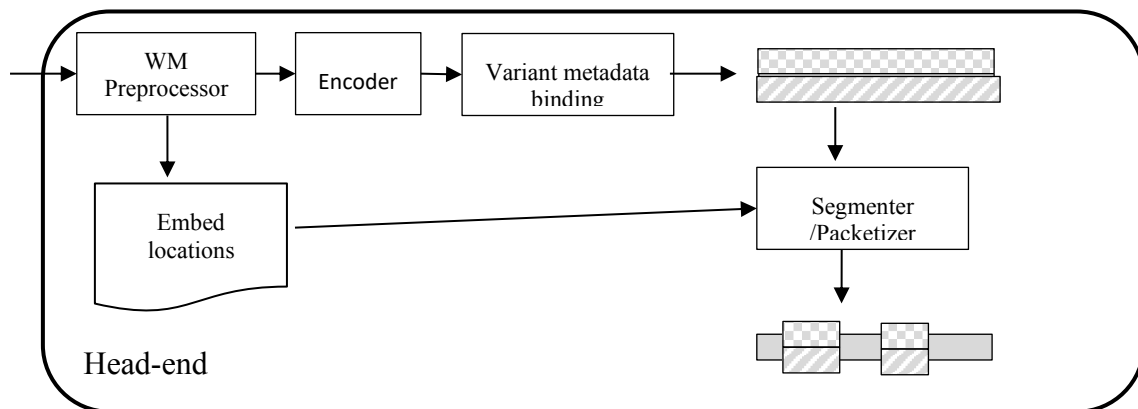 WM
Preprocessor
Encoder
Variant metadata
binding
Embed
locations
Segmenter
/Packetizer
Head-end